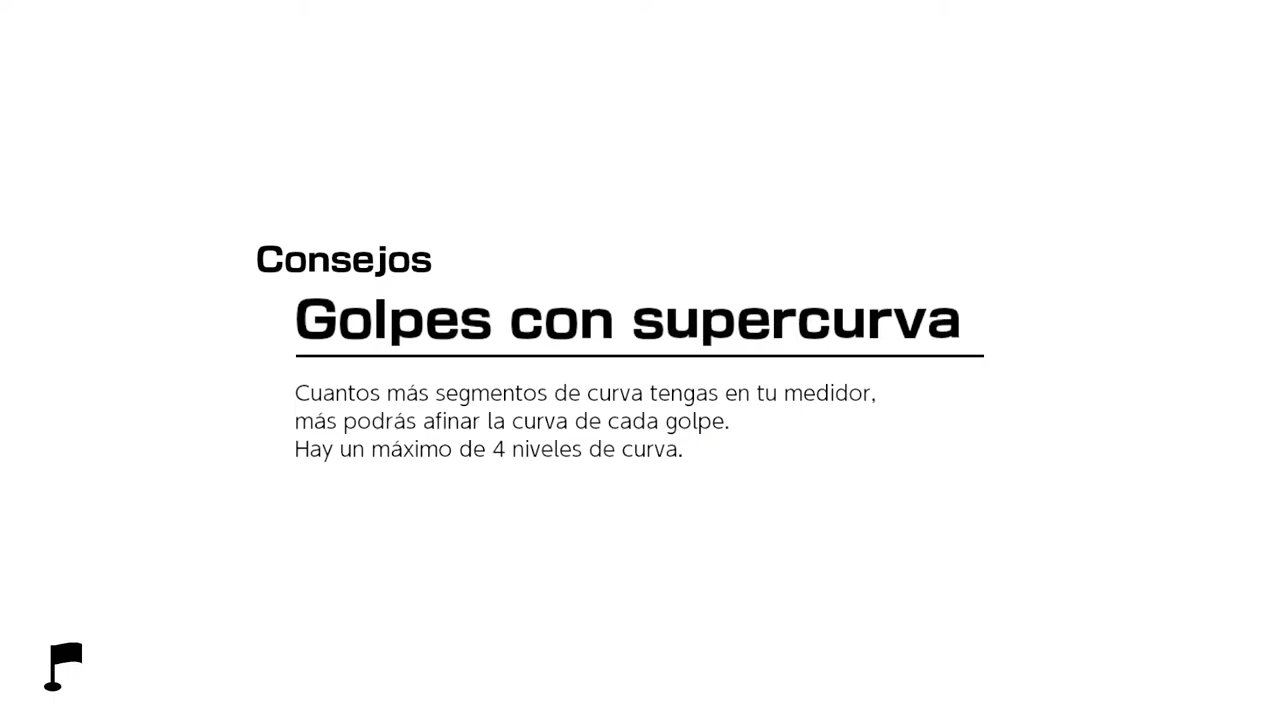 Consejos
Golpes con supercurva
Cuantos más segmentos de curva tengas en tu medidor,
más podrás afinar la curva de cada golpe.
Hay un máximo de 4 niveles de curva.